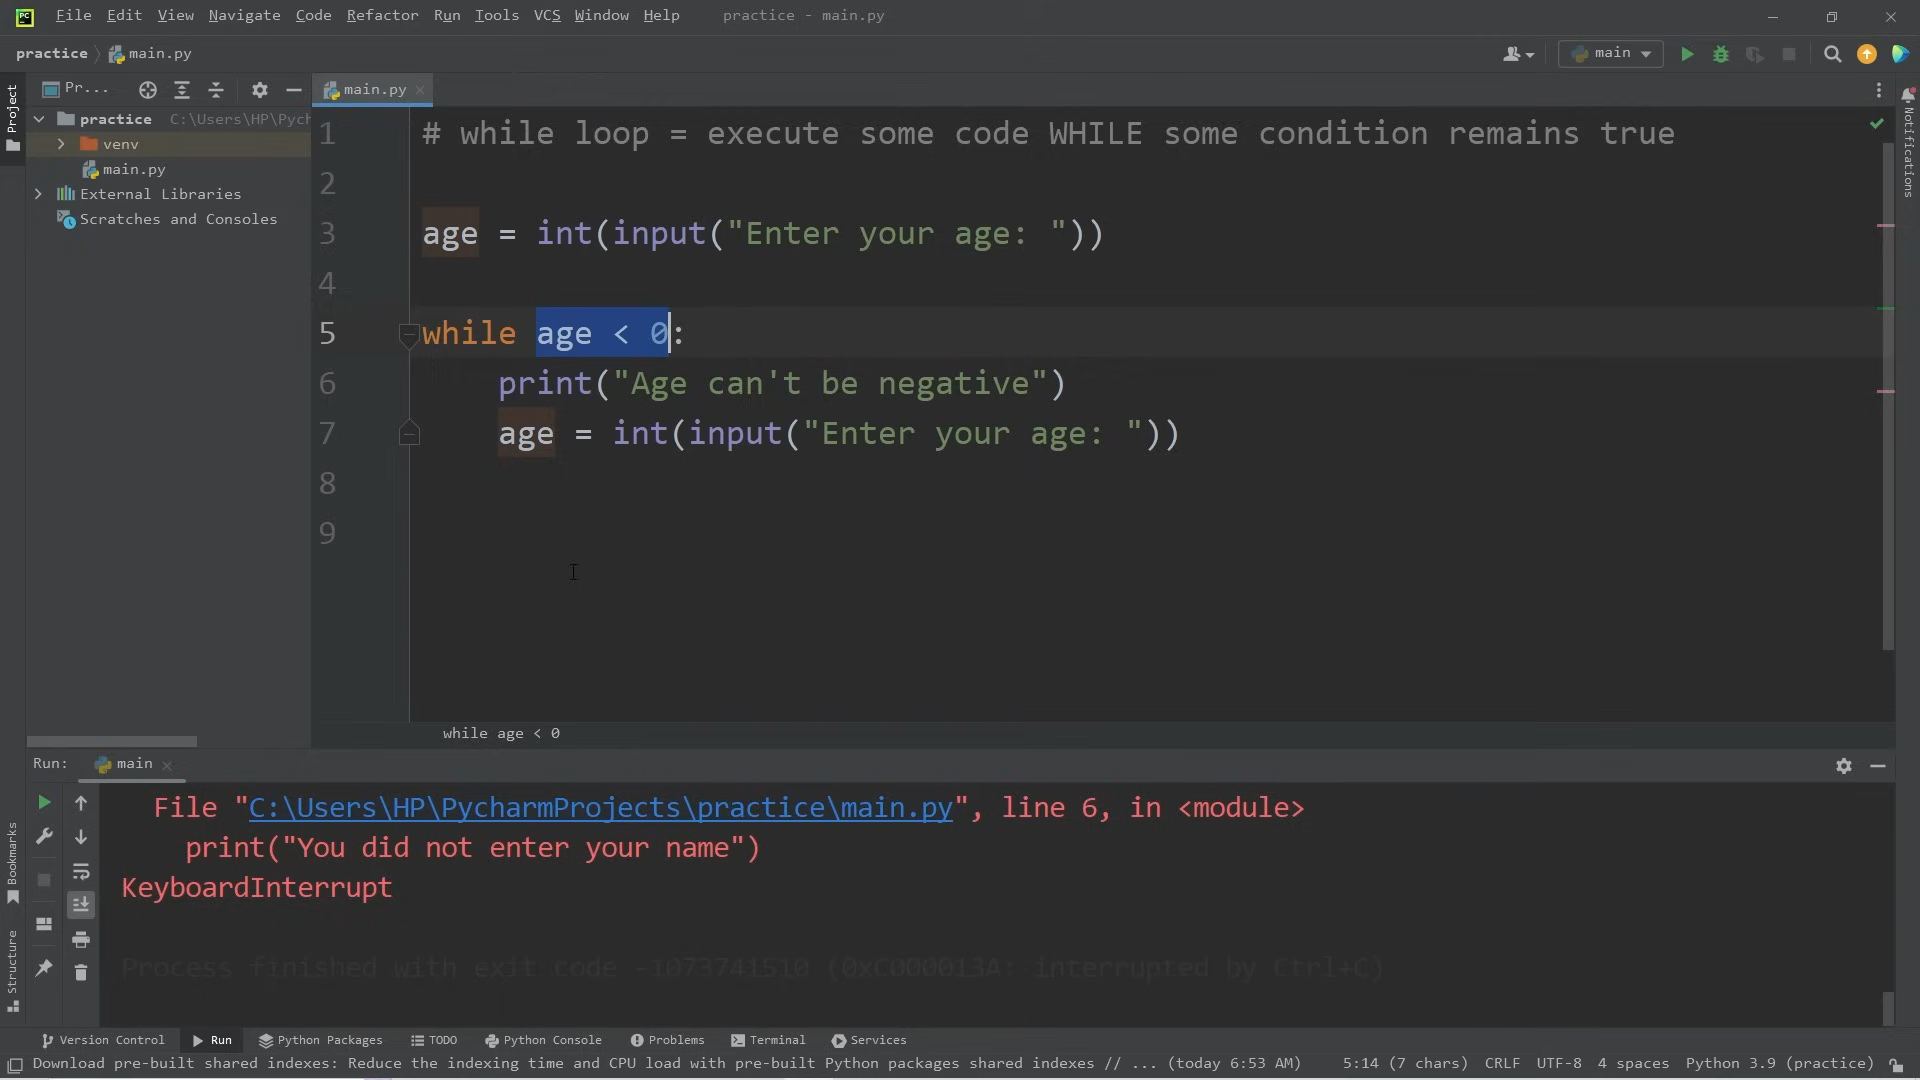 File Edit View Navigate Code Refactor Run Tools VCS Window Help practice - main.py
practice main.py main
Pr... main.py
Project
practice C:\Users\HP\Pych
venv
main.py
External Libraries
Scratches and Consoles
1 # while loop = execute some code WHILE some condition remains true
2
3 age = int(input("Enter your age: "))
4
5 while age < 0:
6 print("Age can't be negative")
7 age = int(input("Enter your age: "))
8
9
Notifications
while age < 0
Run: main
File "C:\Users\HP\PycharmProjects\practice\main.py", line 6, in <module>
print("You did not enter your name")
KeyboardInterrupt
Process finished with exit code -1073741510 (0xC000013A: interrupted by Ctrl+C)
Bookmarks
Structure
Version Control Run Python Packages TODO Python Console Problems Terminal Services
Download pre-built shared indexes: Reduce the indexing time and CPU load with pre-built Python packages shared indexes // ... (today 6:53 AM) 5:14 (7 chars) CRLF UTF-8 4 spaces Python 3.9 (practice)